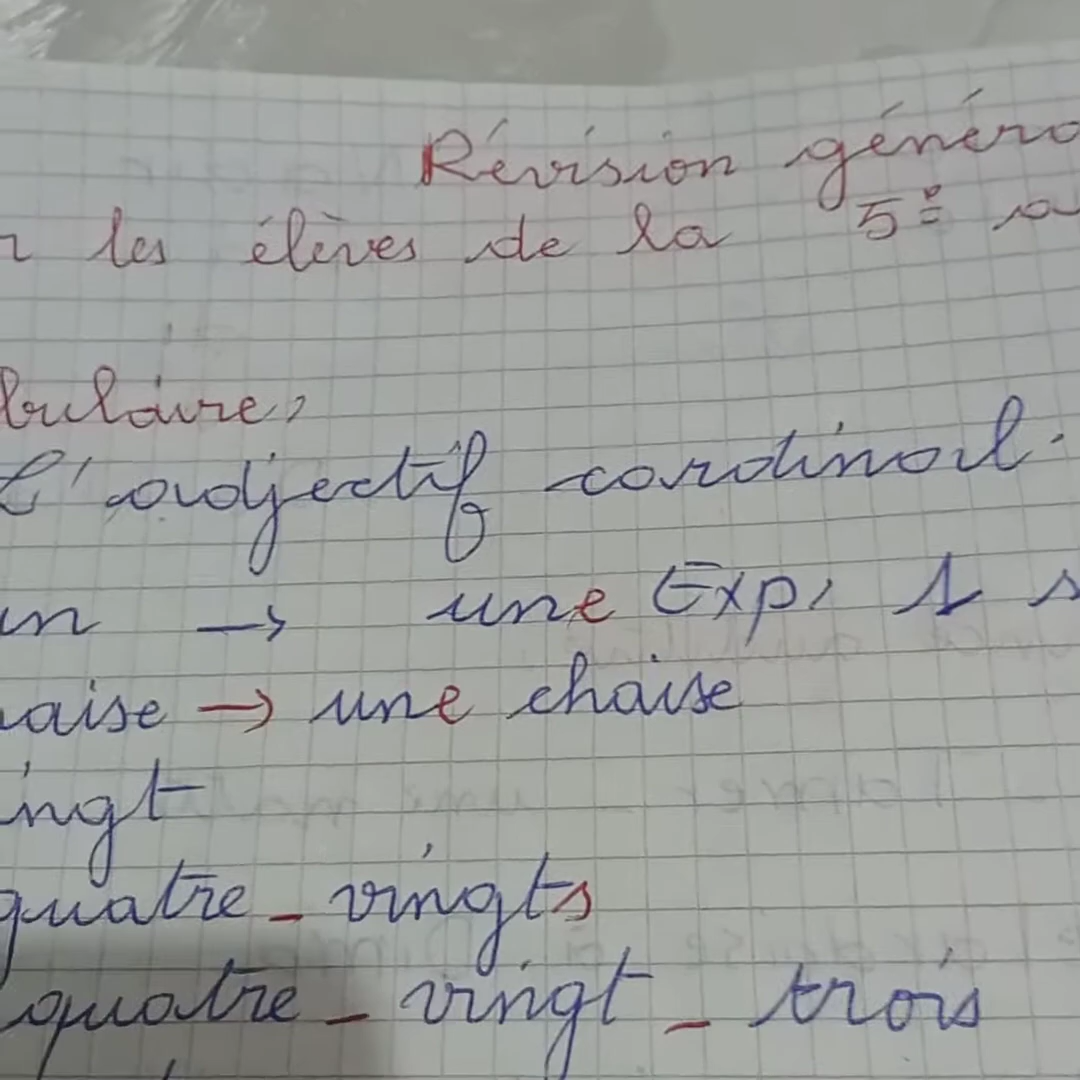 Révision généra
les élèves de la 5e a
bulaire,
L'adjectif cardinal.
un → une Exp, 1
aise → une chaise
ingt
quatre-vingts
quatre-vingt-trois